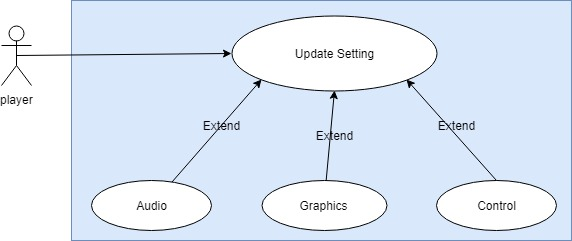 Update Setting
player
Extend
Extend
Extend
Audio
Graphics
Control